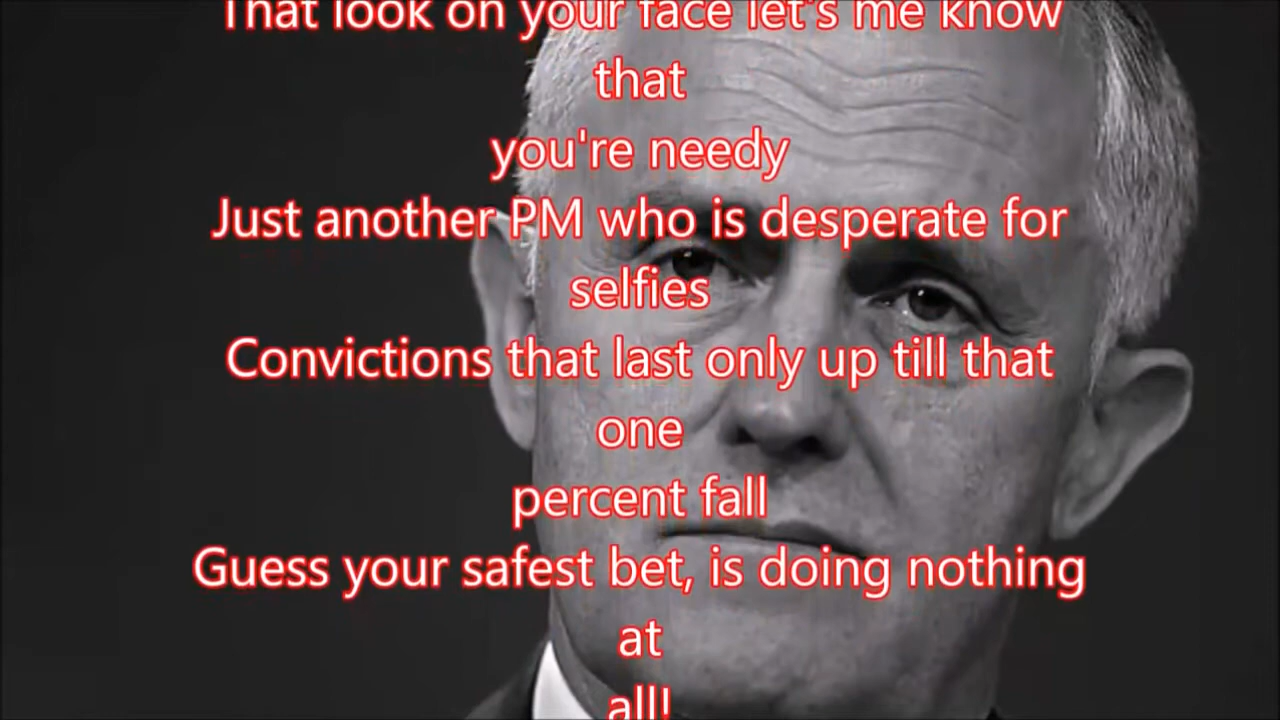 That look on your face let's me know
that
you're needy
Just another PM who is desperate for
selfies
Convictions that last only up till that
one
percent fall
Guess your safest bet, is doing nothing
at
all!